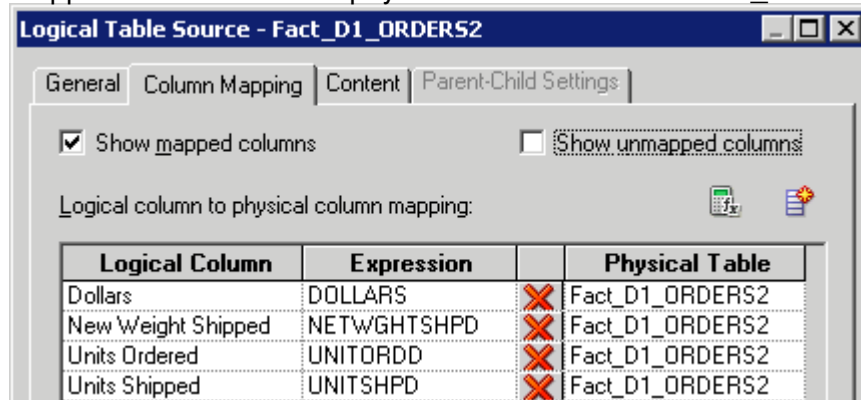 Logical Table Source - Fact_D1_ORDERS2
General Column Mapping Content Parent-Child Settings
Show mapped columns Show unmapped columns
Logical column to physical column mapping:
Logical Column Expression Physical Table
Dollars DOLLARS Fact_D1_ORDERS2
New Weight Shipped NETWGHTSHPD Fact_D1_ORDERS2
Units Ordered UNITORDD Fact_D1_ORDERS2
Units Shipped UNITSHPD Fact_D1_ORDERS2